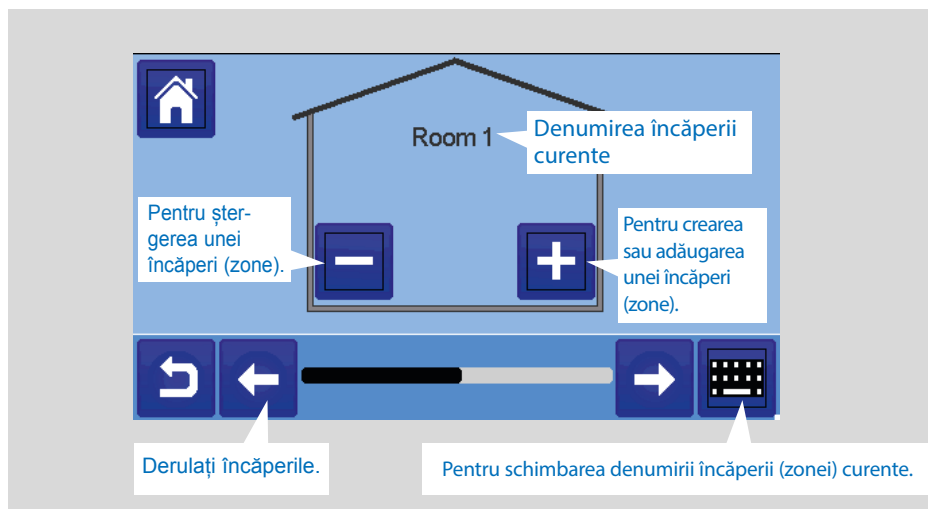 Room 1
Denumirea încăperii
curente
Pentru șter-
gerea unei
încăperi (zone).
Pentru crearea
sau adăugarea
unei încăperi
(zone).
Derulați încăperile.
Pentru schimbarea denumirii încăperii (zonei) curente.